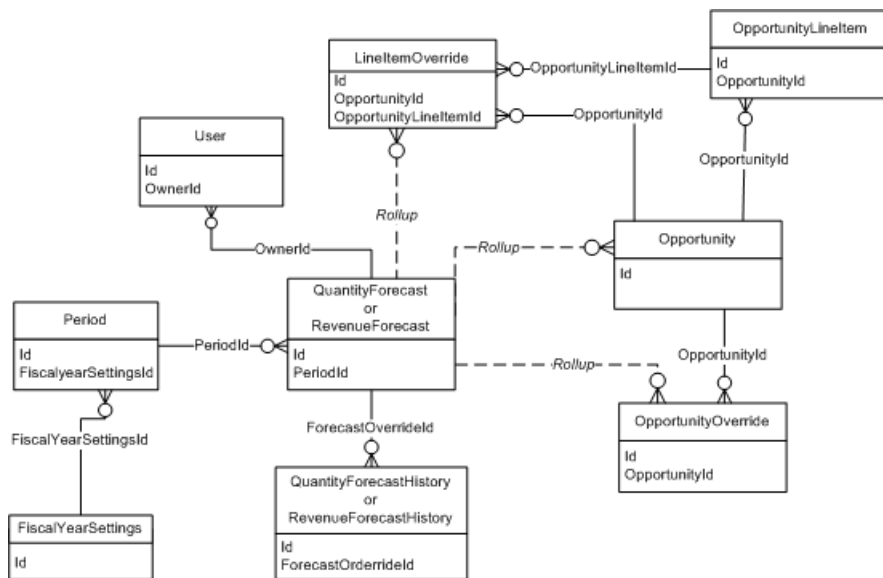 OpportunityLineItem
Id
OpportunityId
LineItemOverride
Id
OpportunityId
OpportunityLineItemId
OpportunityLineItemId
OpportunityId
User
Id
OwnerId
OpportunityId
Rollup
OwnerId
Rollup
Opportunity
Id
QuantityForecast
or
RevenueForecast
Id
PeriodId
Period
Id
FiscalyearSettingsId
PeriodId
Rollup
OpportunityId
ForecastOverrideId
OpportunityOverride
Id
OpportunityId
FiscalYearSettingsId
QuantityForecastHistory
or
RevenueForecastHistory
Id
ForecastOrderrideId
FiscalYearSettings
Id